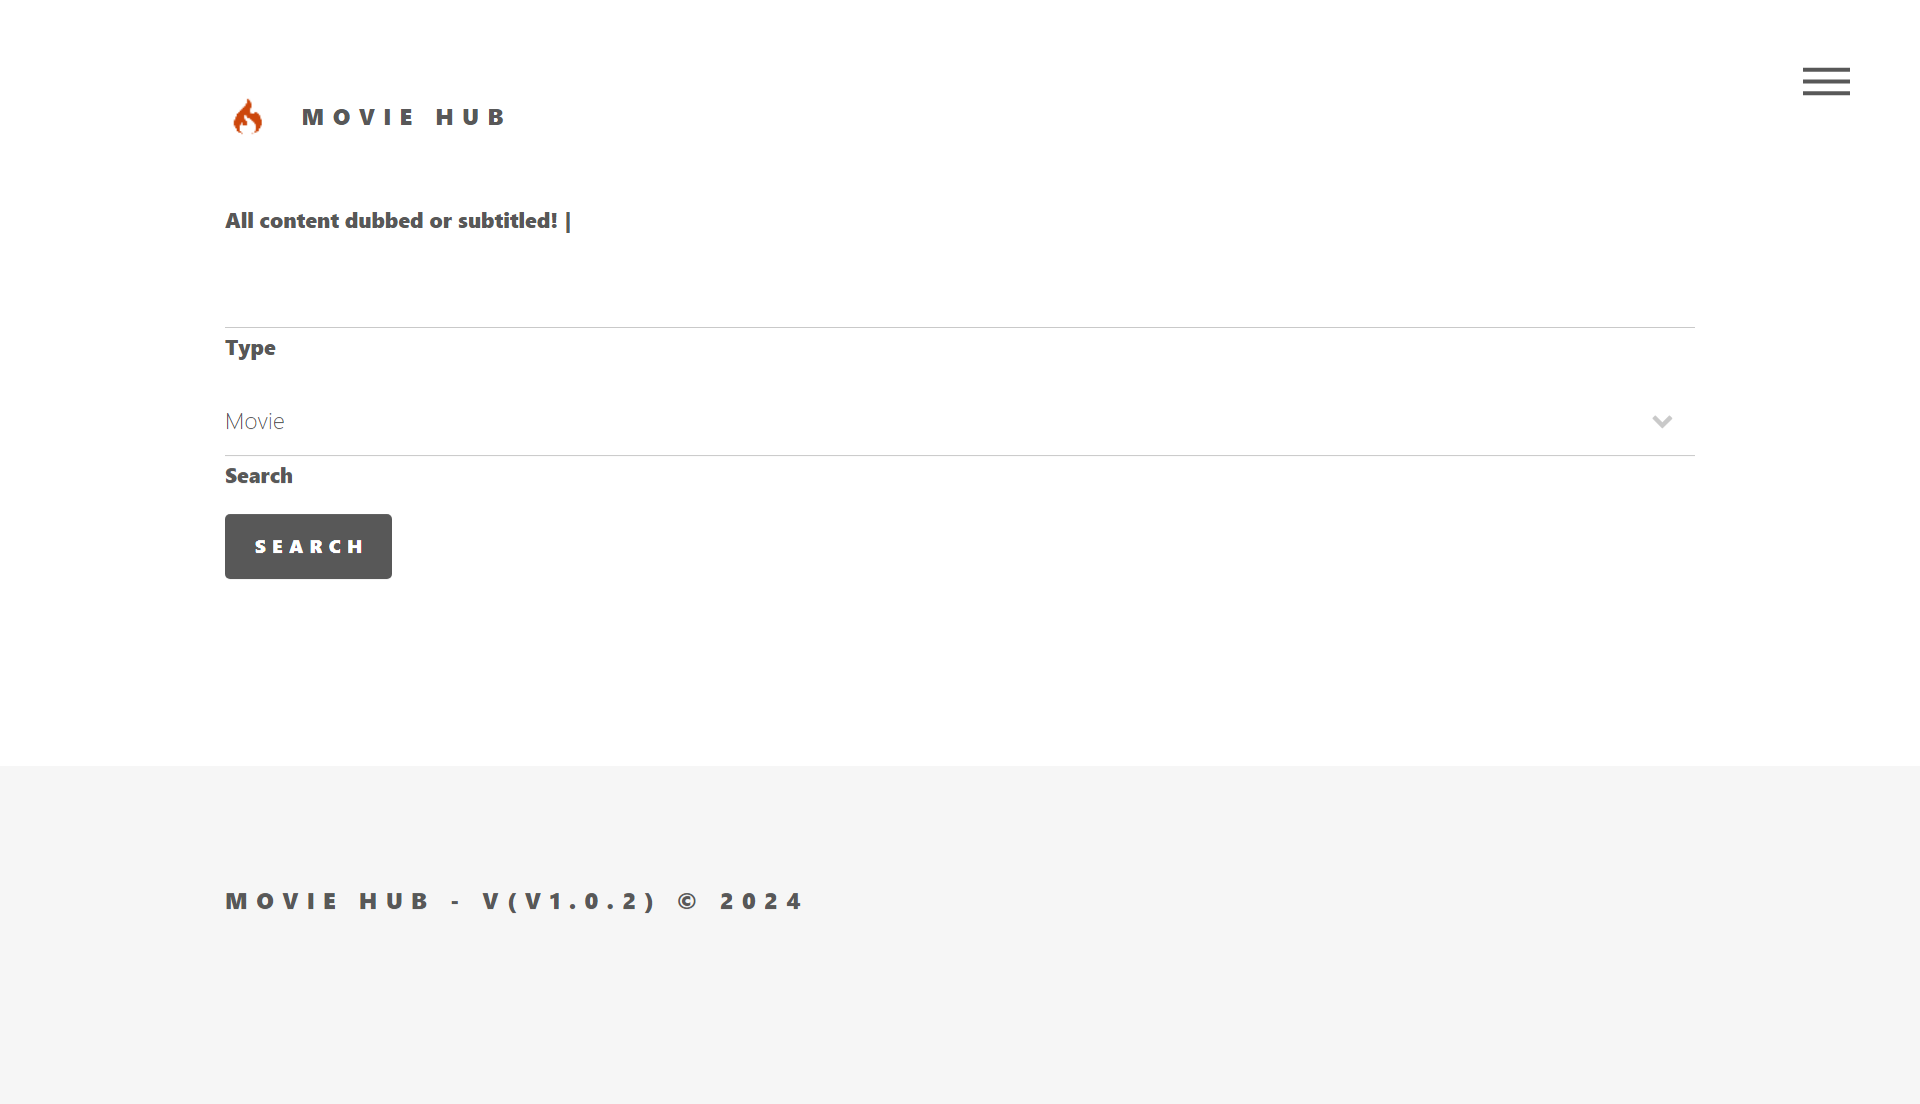 MOVIE HUB
All content dubbed or subtitled! |
Type
Movie
Search
SEARCH
MOVIE HUB - V(V1.0.2) © 2024